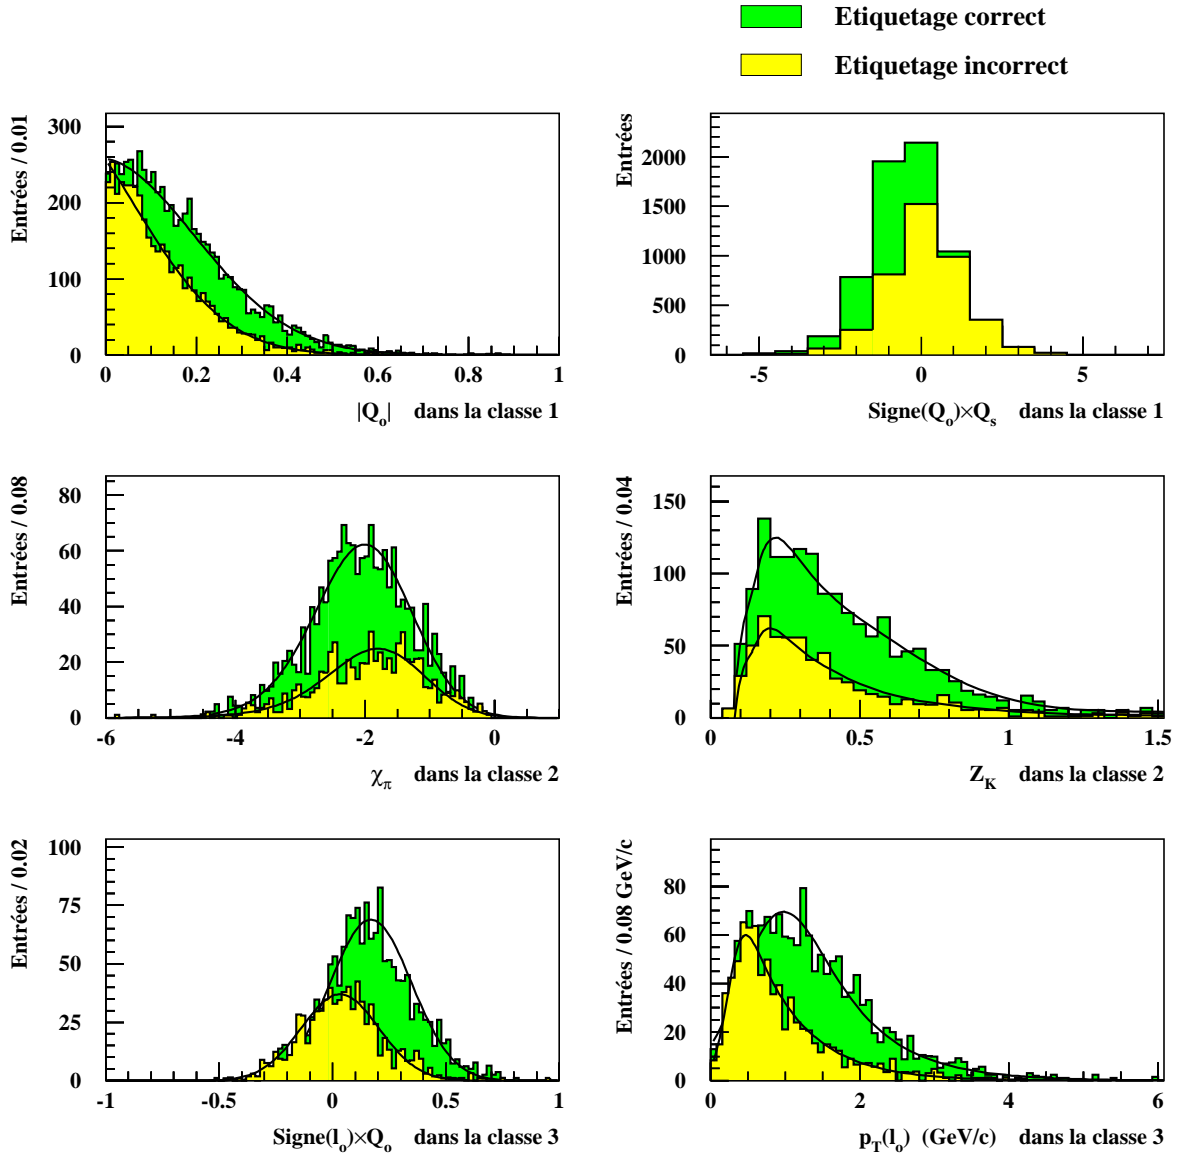 Etiquetage correct
Etiquetage incorrect
Entrées / 0.01
300
200
100
0
0 0.2 0.4 0.6 0.8 1
|Qo| dans la classe 1
Entrées
2000
1500
1000
500
0
-5 0 5
Signe(Qo)×Qs dans la classe 1
Entrées / 0.08
80
60
40
20
0
-6 -4 -2 0
χπ dans la classe 2
Entrées / 0.04
150
100
50
0
0 0.5 1 1.5
ZK dans la classe 2
Entrées / 0.02
100
75
50
25
0
-1 -0.5 0 0.5 1
Signe(lo)×Qo dans la classe 3
Entrées / 0.08 GeV/c
80
60
40
20
0
0 2 4 6
pT(lo) (GeV/c) dans la classe 3